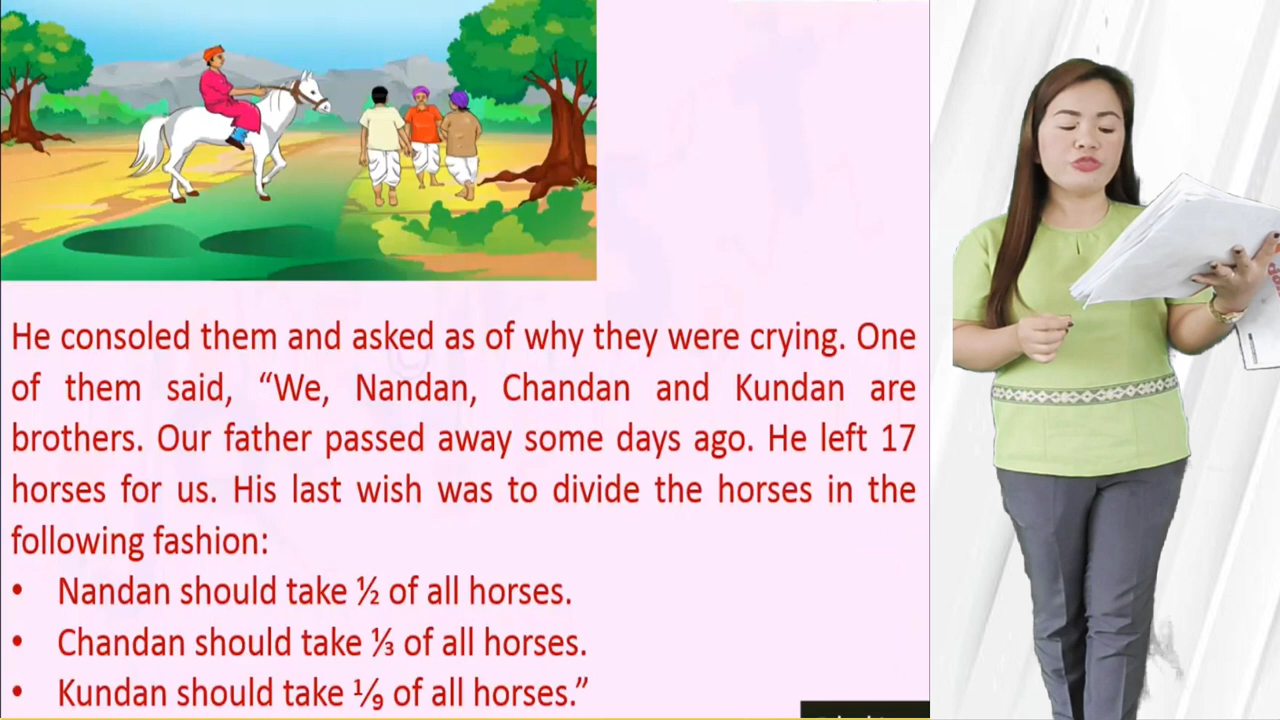 He consoled them and asked as of why they were crying. One
of them said, “We, Nandan, Chandan and Kundan are
brothers. Our father passed away some days ago. He left 17
horses for us. His last wish was to divide the horses in the
following fashion:
• Nandan should take ½ of all horses.
• Chandan should take ⅓ of all horses.
• Kundan should take ⅑ of all horses.”